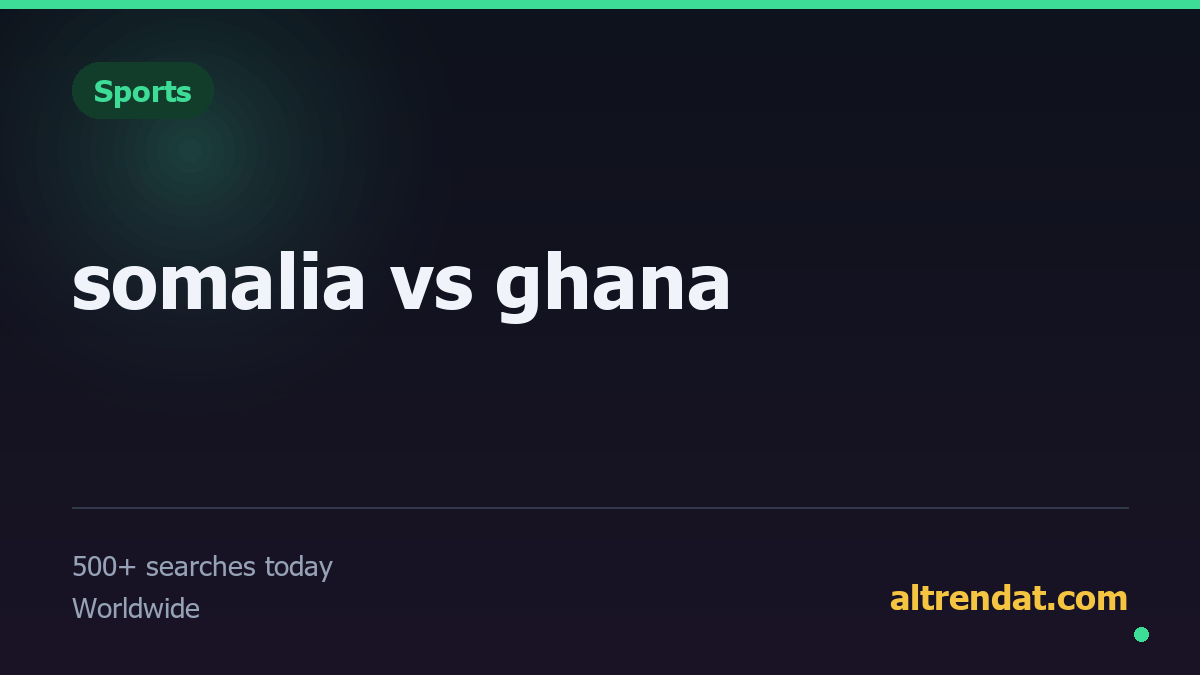 Sports
somalia vs ghana
500+ searches today
Worldwide
altrendat.com